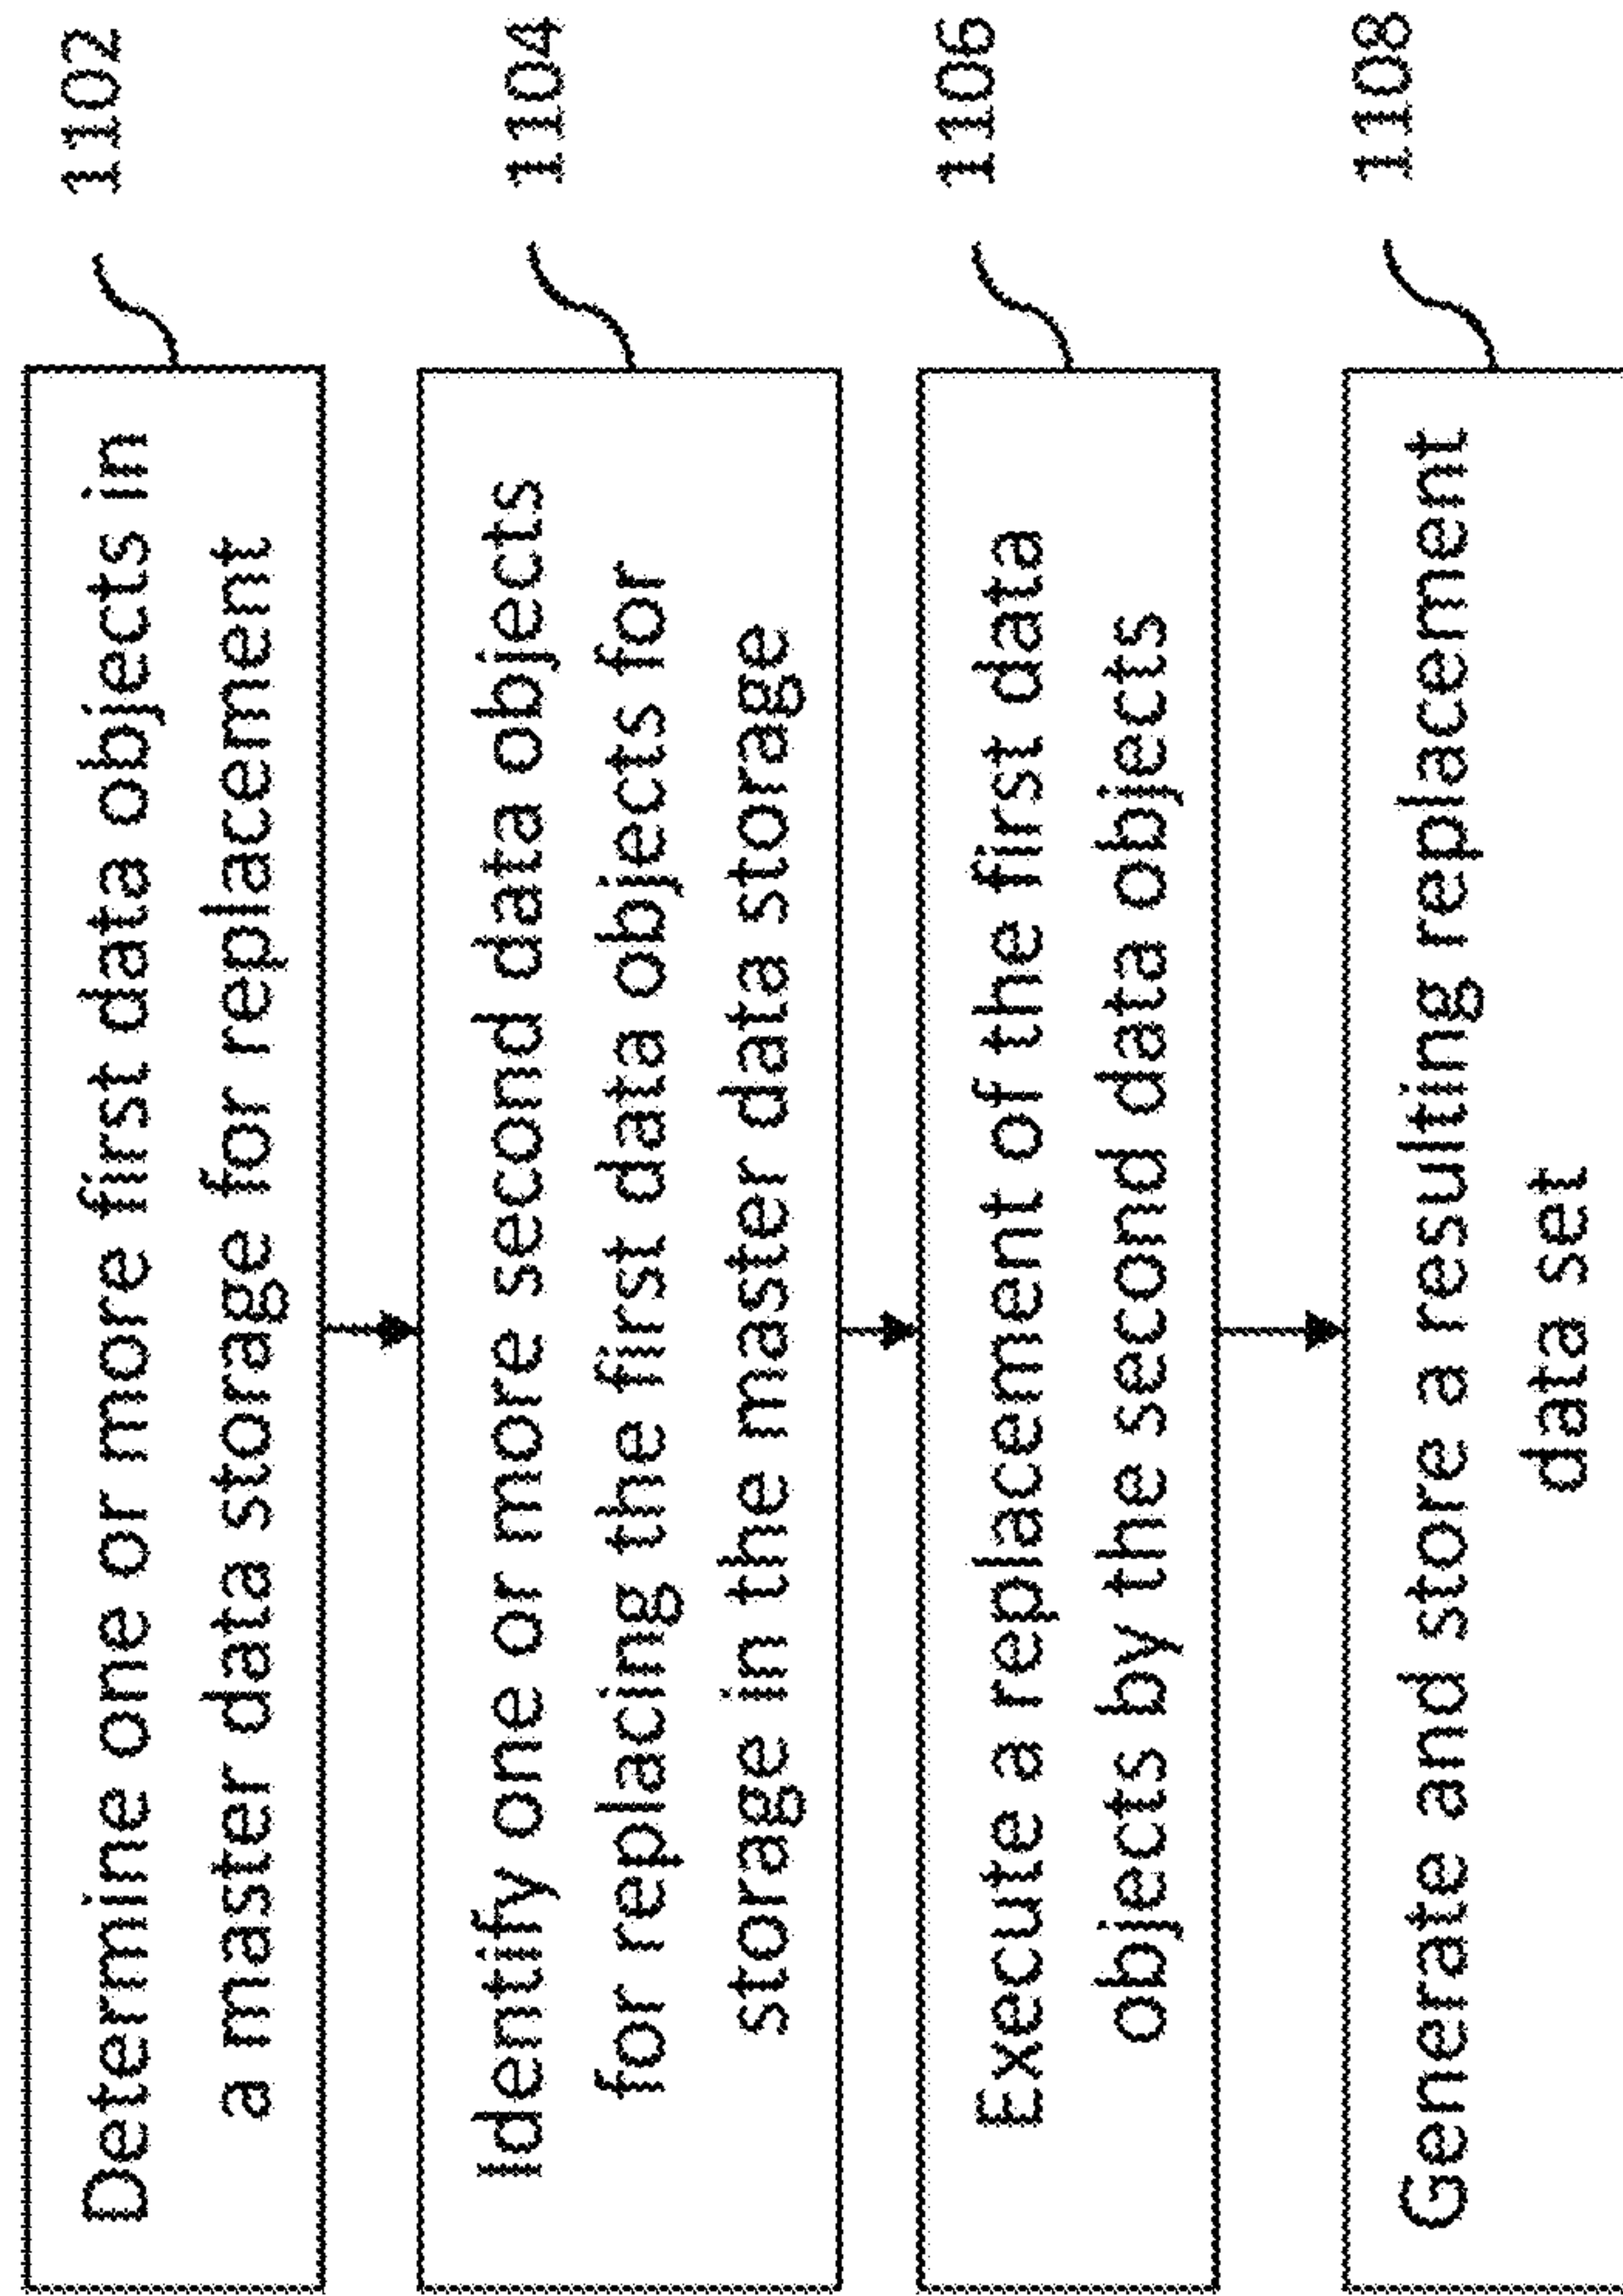 Determine one or more first data objects in
a master data storage for replacement
1102
Identify one or more second data objects
for replacing the first data objects for
storage in the master data storage
1104
Execute a replacement of the first data
objects by the second data objects
1106
Generate and store a resulting replacement
data set
1108